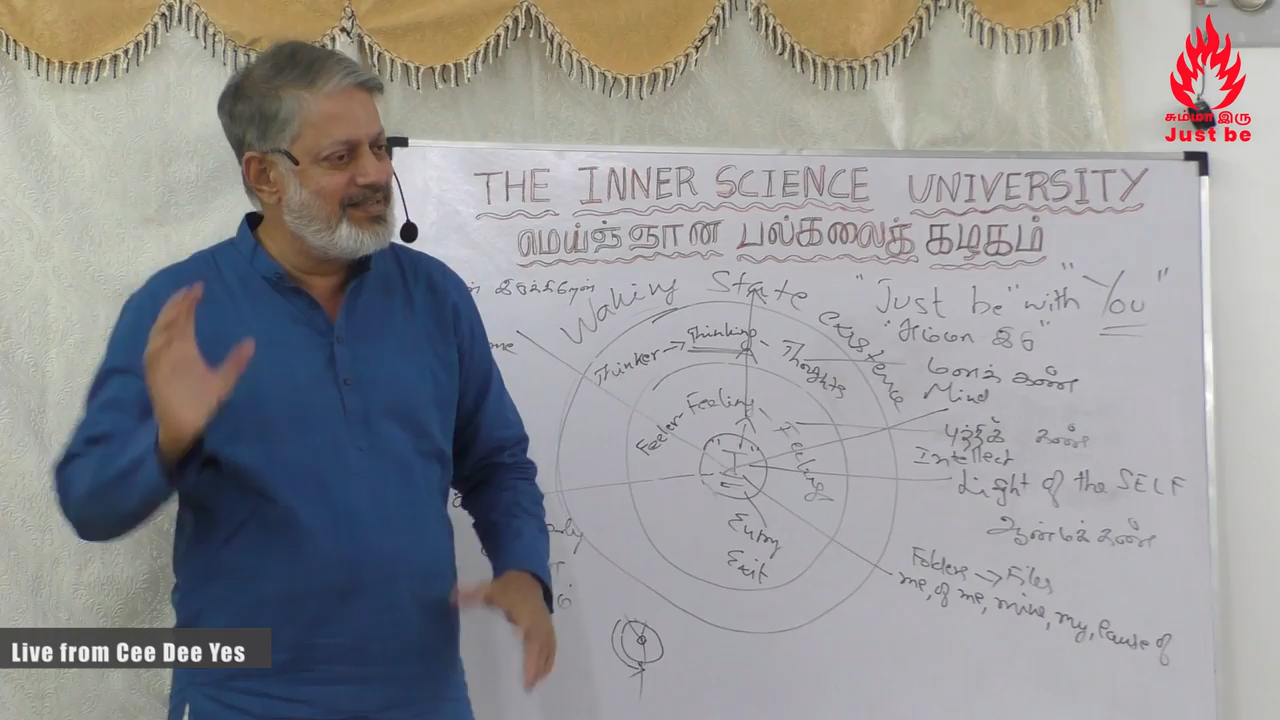 சும்மா இரு
Just be
THE INNER SCIENCE UNIVERSITY
மெய்ஞ்ஞான பல்கலைக் கழகம்
Waking State existence
"Just be" with "You"
"சும்மா இரு"
Thinker → Thinking - Thoughts
மனக் கண்
Mind
Feeler - Feeling - Feeling
புத்திக் கண்
Intellect
I
Light of the SELF
ஆன்மக் கண்
Entry
Exit
Folders → Files
me, of me, mine, my, Cause of
Live from Cee Dee Yes